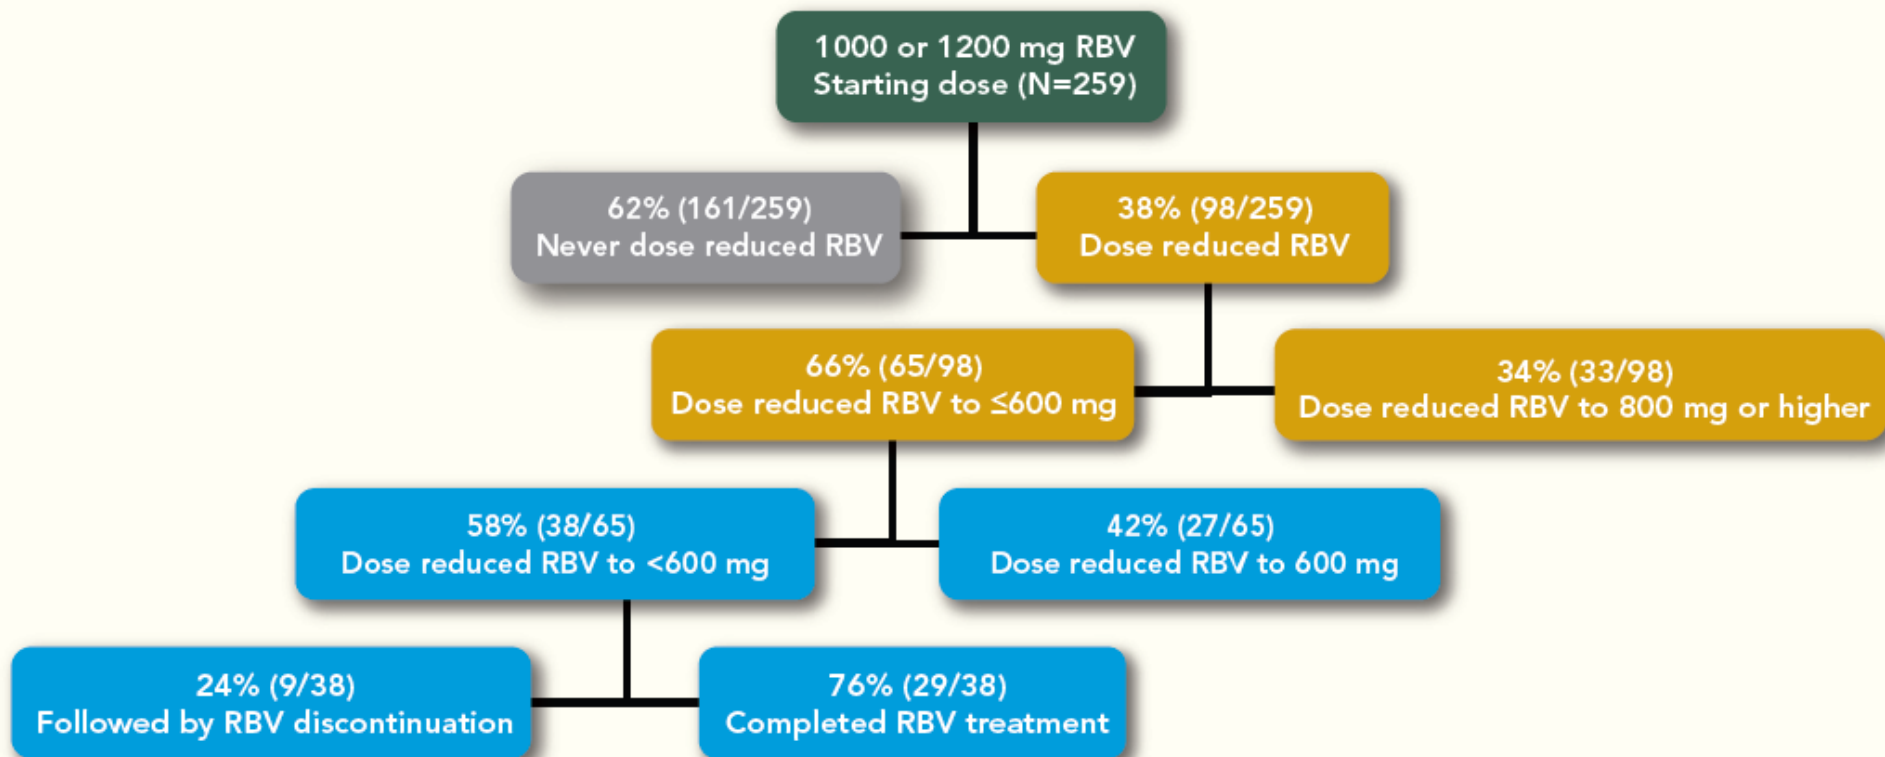 1000 or 1200 mg RBV
Starting dose (N=259)
62% (161/259)
Never dose reduced RBV
38% (98/259)
Dose reduced RBV
66% (65/98)
Dose reduced RBV to ≤600 mg
34% (33/98)
Dose reduced RBV to 800 mg or higher
58% (38/65)
Dose reduced RBV to <600 mg
42% (27/65)
Dose reduced RBV to 600 mg
24% (9/38)
Followed by RBV discontinuation
76% (29/38)
Completed RBV treatment